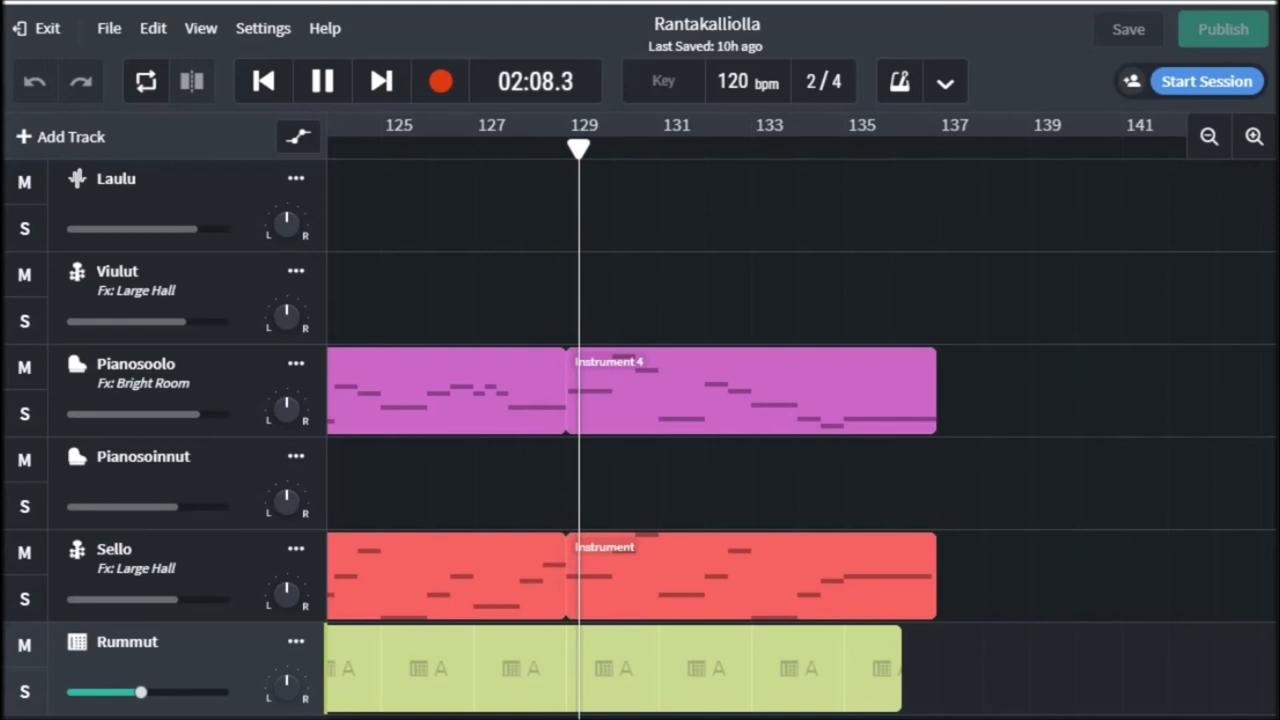 Exit File Edit View Settings Help
Rantakalliolla
Last Saved: 10h ago
Save Publish
02:08.3 Key 120 bpm 2 / 4 Start Session
+ Add Track 125 127 129 131 133 135 137 139 141
M Laulu
S L R
M Viulut
Fx: Large Hall
S L R
M Pianosoolo Instrument 4
Fx: Bright Room
S L R
M Pianosoinnut
S L R
M Sello Instrument
Fx: Large Hall
S L R
M Rummut
A A A A A A A
S L R